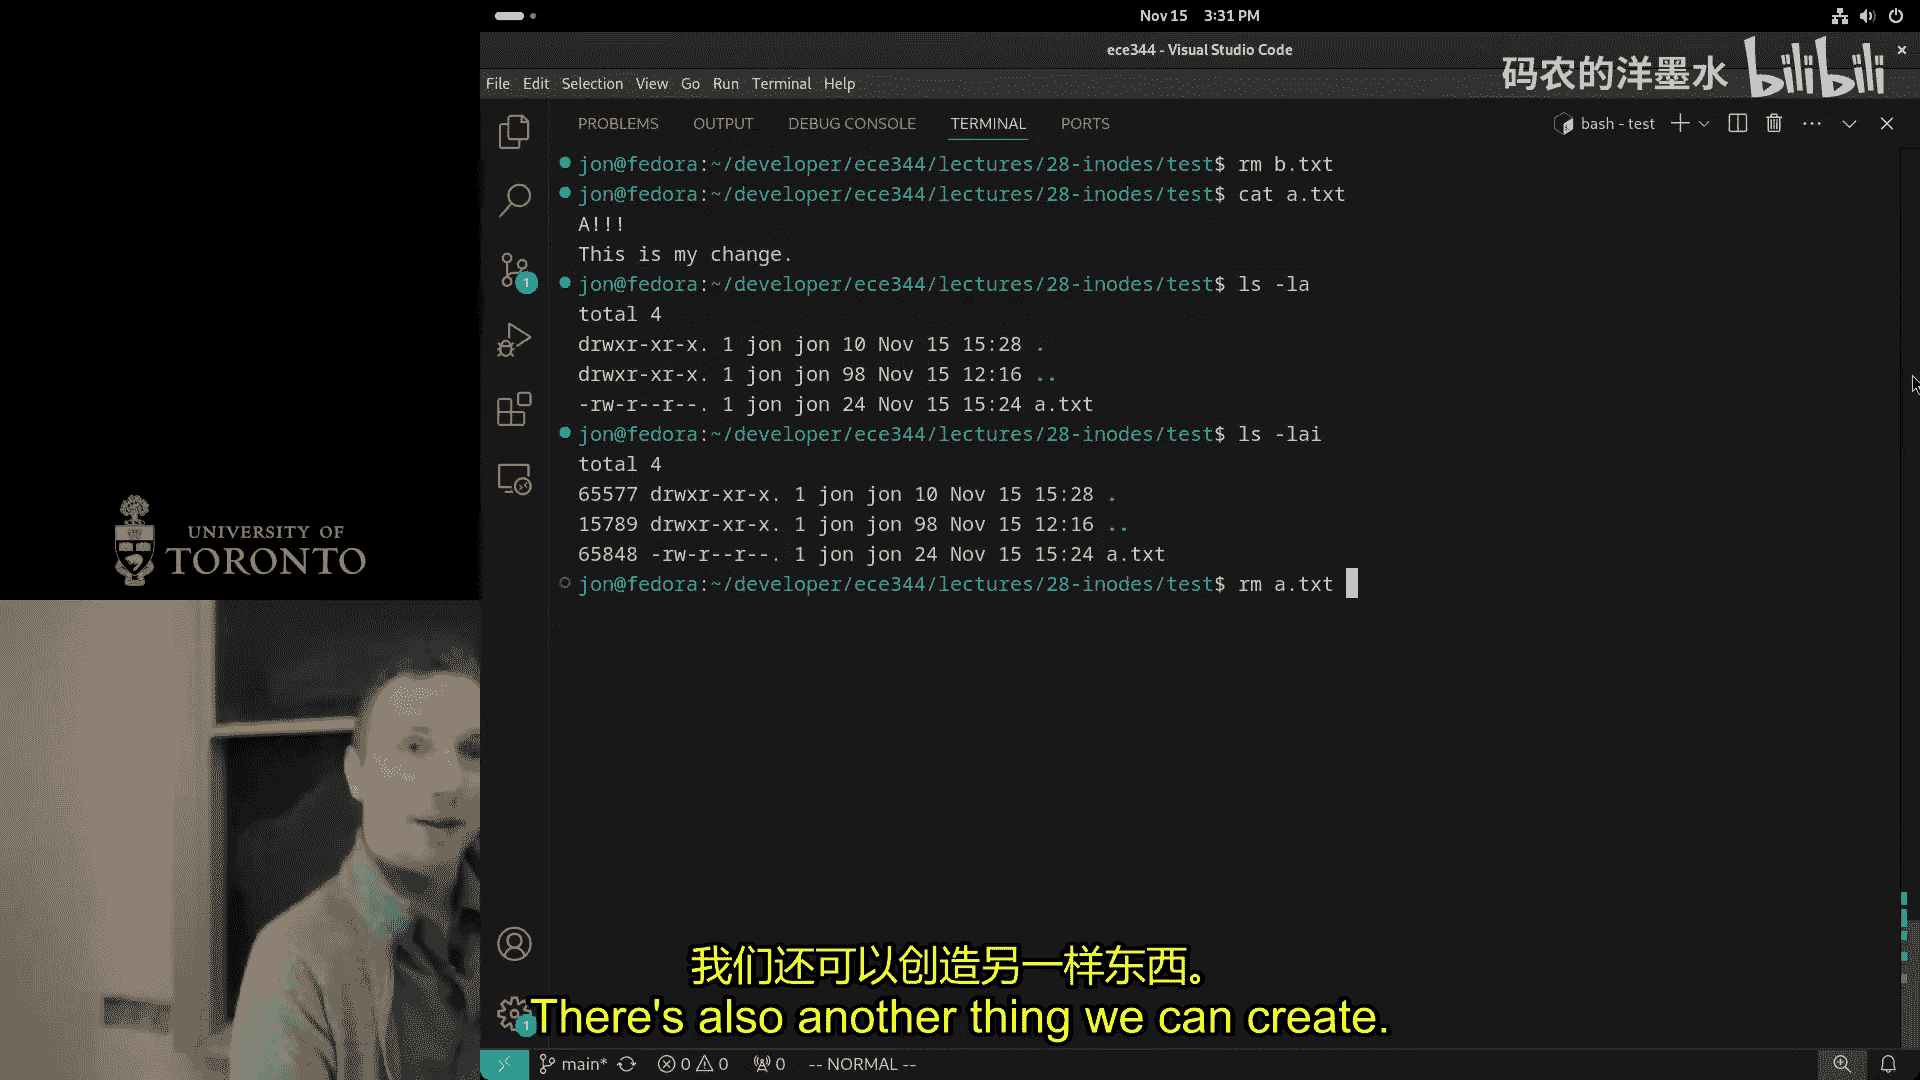 Nov 15 3:31 PM
ece344 - Visual Studio Code
码农的洋墨水 bilibili
File Edit Selection View Go Run Terminal Help
PROBLEMS OUTPUT DEBUG CONSOLE TERMINAL PORTS
bash - test
jon@fedora:~/developer/ece344/lectures/28-inodes/test$ rm b.txt
jon@fedora:~/developer/ece344/lectures/28-inodes/test$ cat a.txt
A!!!
This is my change.
jon@fedora:~/developer/ece344/lectures/28-inodes/test$ ls -la
total 4
drwxr-xr-x. 1 jon jon 10 Nov 15 15:28 .
drwxr-xr-x. 1 jon jon 98 Nov 15 12:16 ..
-rw-r--r--. 1 jon jon 24 Nov 15 15:24 a.txt
jon@fedora:~/developer/ece344/lectures/28-inodes/test$ ls -lai
total 4
65577 drwxr-xr-x. 1 jon jon 10 Nov 15 15:28 .
15789 drwxr-xr-x. 1 jon jon 98 Nov 15 12:16 ..
65848 -rw-r--r--. 1 jon jon 24 Nov 15 15:24 a.txt
jon@fedora:~/developer/ece344/lectures/28-inodes/test$ rm a.txt
1
UNIVERSITY OF
TORONTO
我们还可以创造另一样东西。
There's also another thing we can create.
1
main* 0 0 0 -- NORMAL --